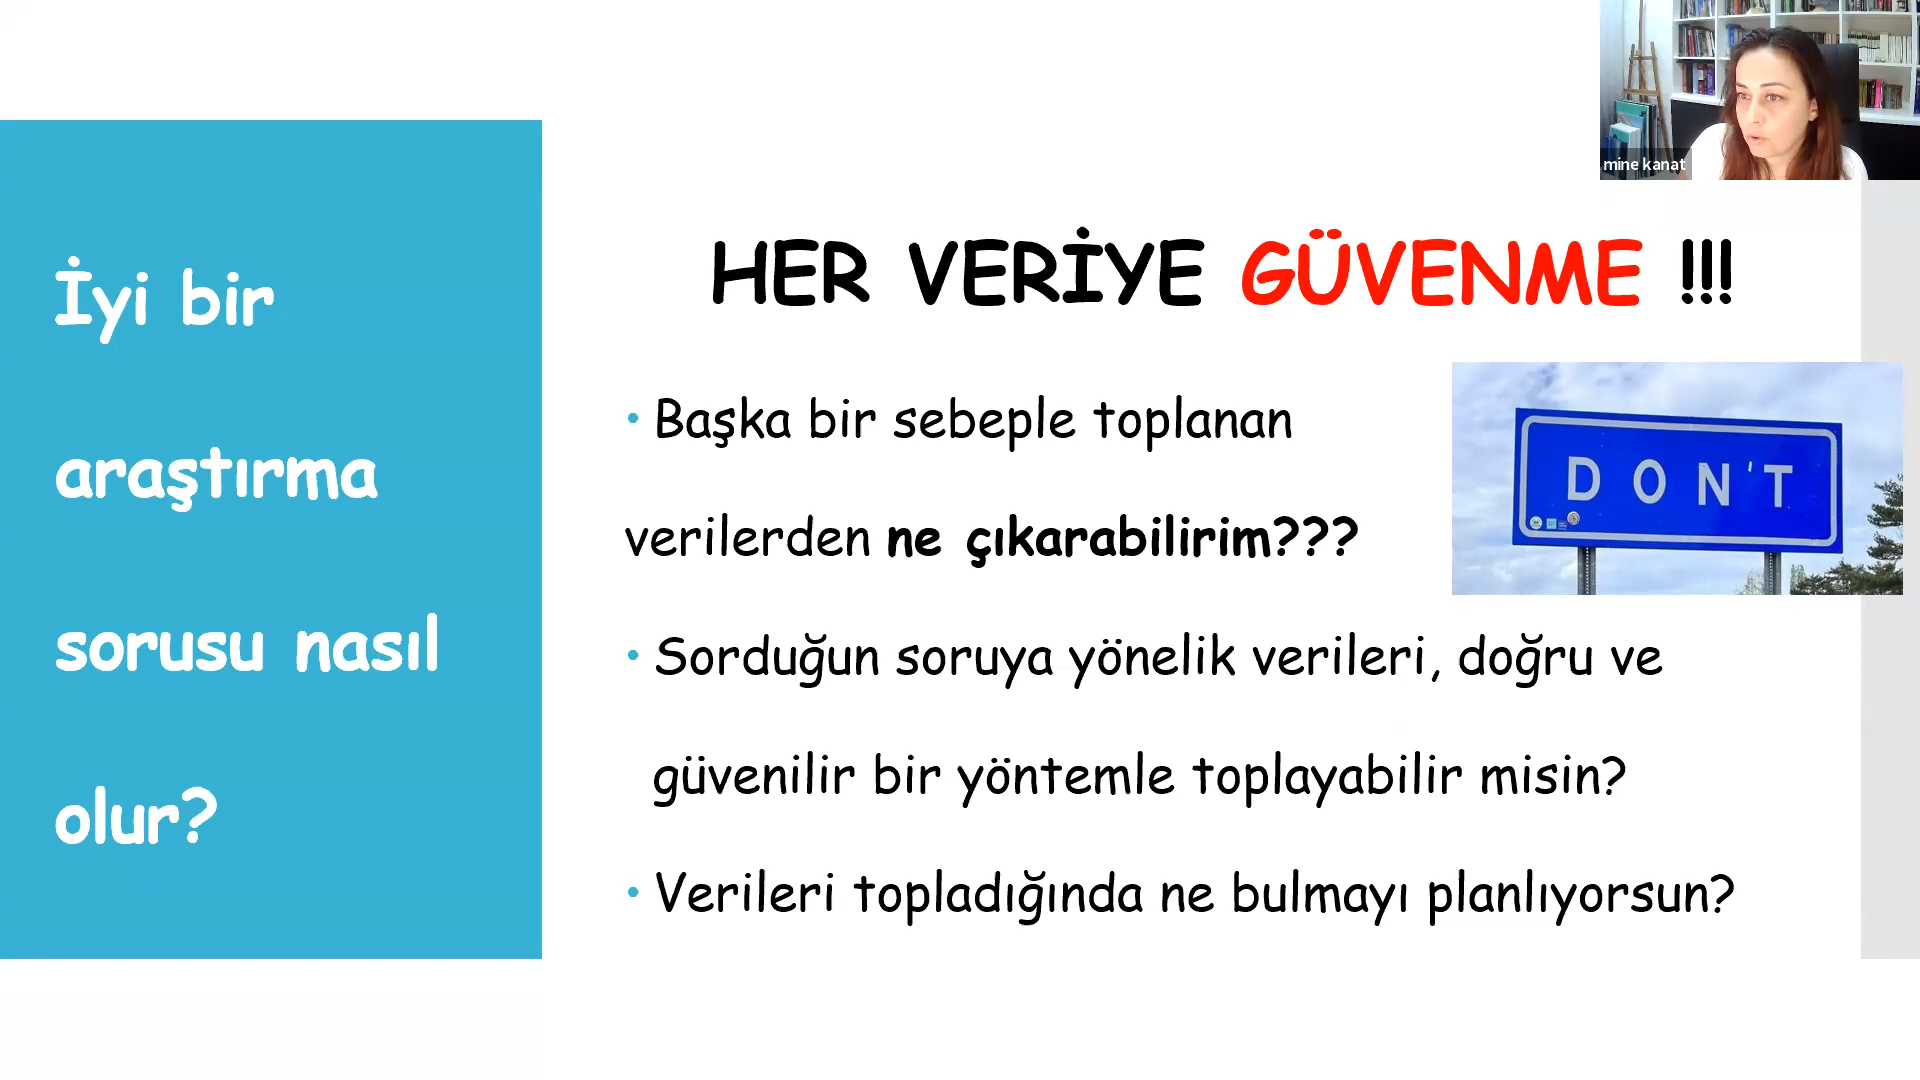 mine kanat
İyi bir
araştırma
sorusu nasıl
olur?
HER VERİYE GÜVENME !!!
• Başka bir sebeple toplanan
verilerden ne çıkarabilirim???
• Sorduğun soruya yönelik verileri, doğru ve
güvenilir bir yöntemle toplayabilir misin?
• Verileri topladığında ne bulmayı planlıyorsun?
DON'T